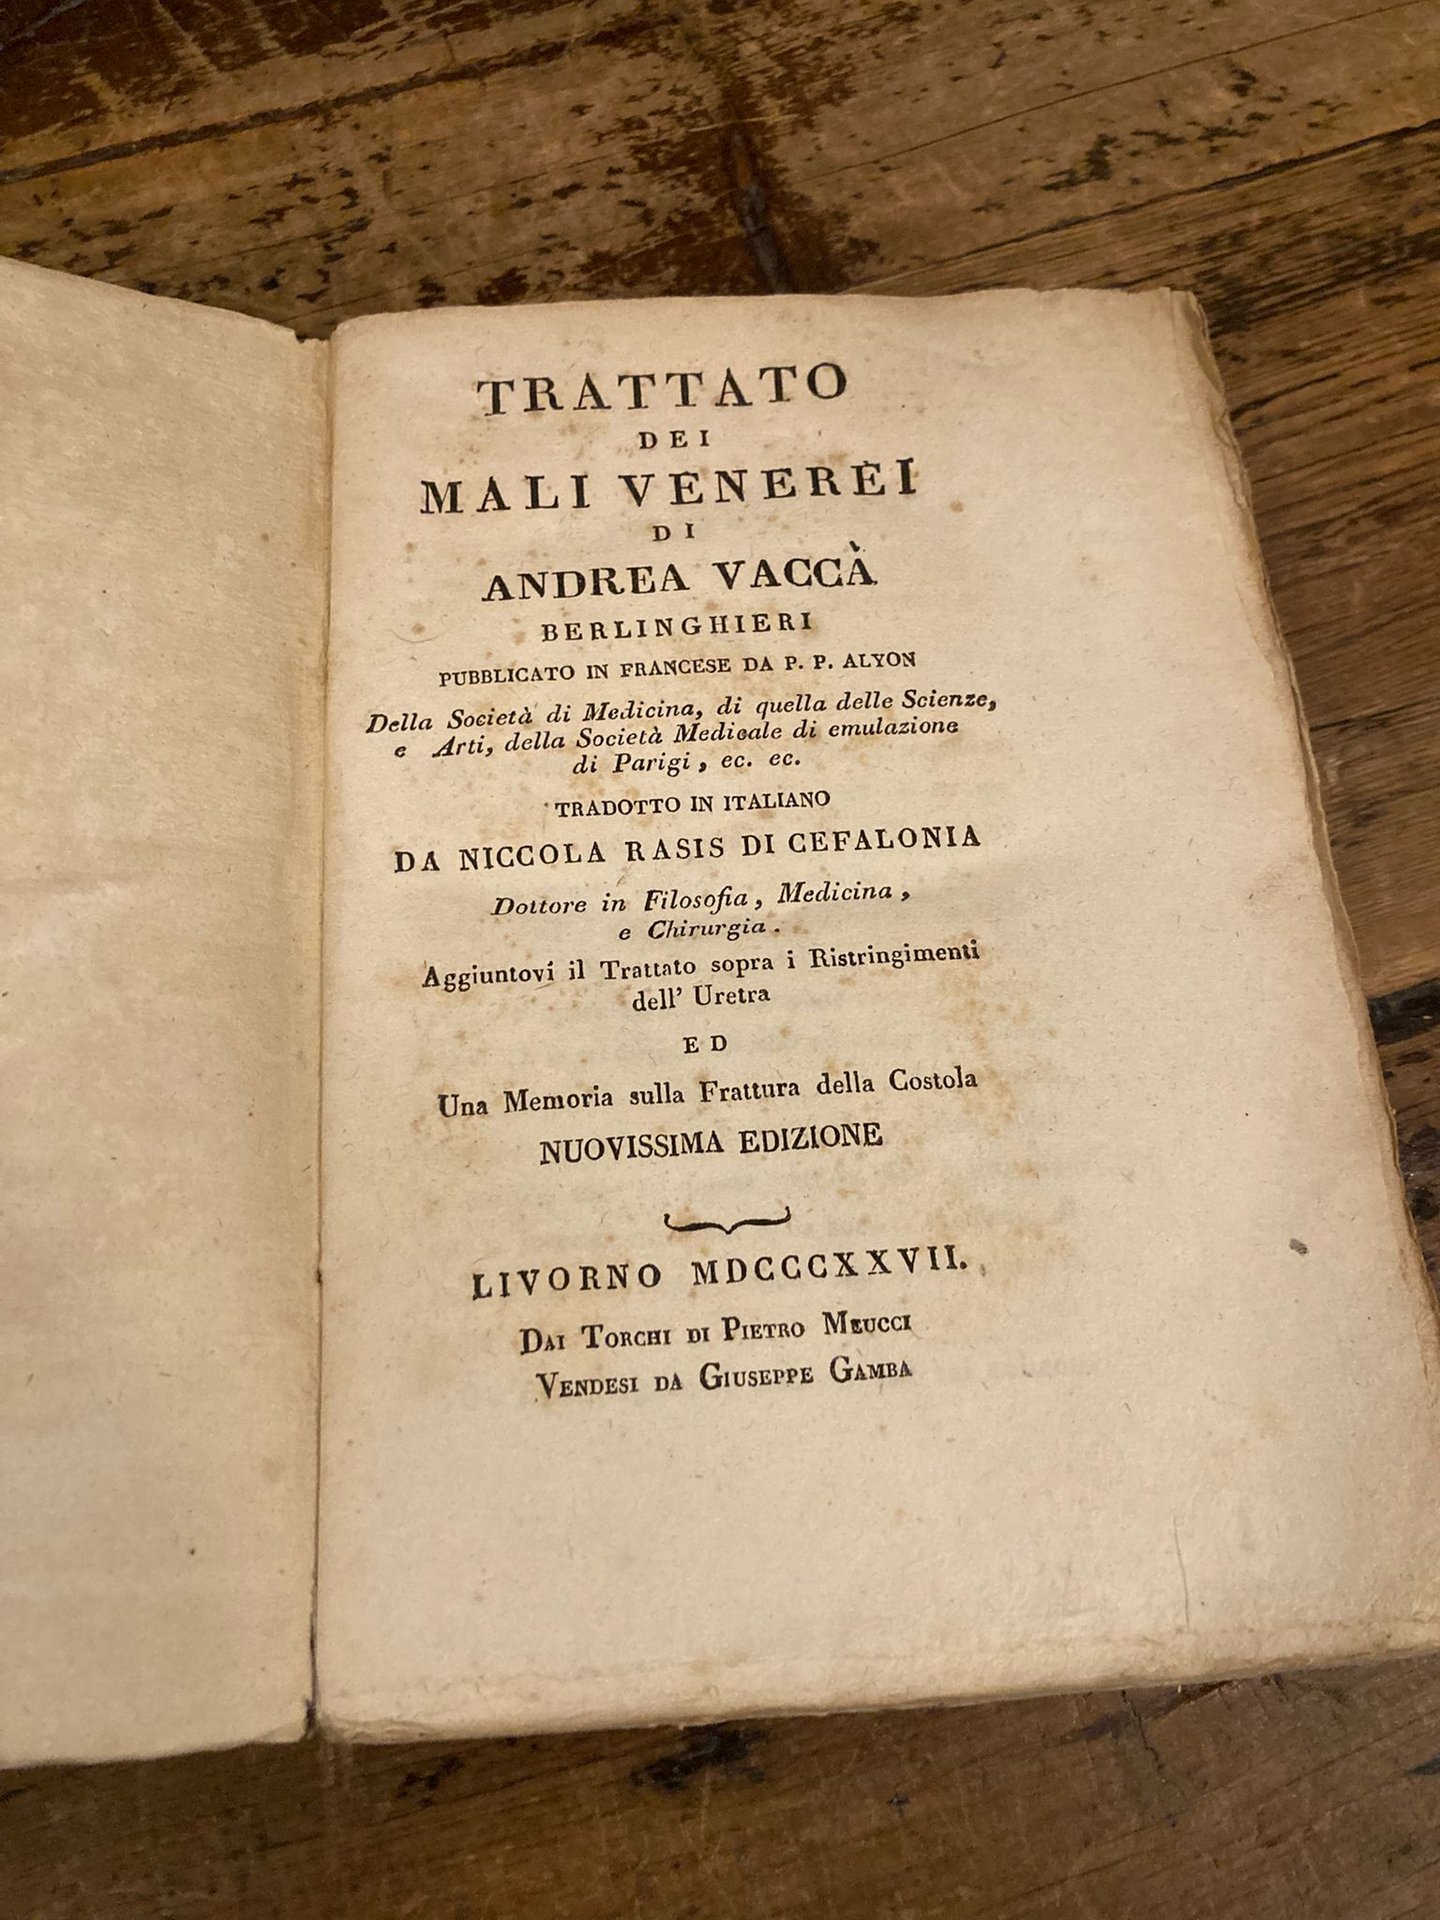 TRATTATO
DEI
MALI VENEREI
DI
ANDREA VACCÀ
BERLINGHIERI
PUBBLICATO IN FRANCESE DA P. P. ALYON
Della Società di Medicina, di quella delle Scienze,
e Arti, della Società Medicale di emulazione
di Parigi, ec. ec.
TRADOTTO IN ITALIANO
DA NICCOLA RASIS DI CEFALONIA
Dottore in Filosofia, Medicina,
e Chirurgia.
Aggiuntovi il Trattato sopra i Ristringimenti
dell' Uretra
ED
Una Memoria sulla Frattura della Costola
NUOVISSIMA EDIZIONE
LIVORNO MDCCCXXVII.
DAI TORCHI DI PIETRO MEUCCI
VENDESI DA GIUSEPPE GAMBA